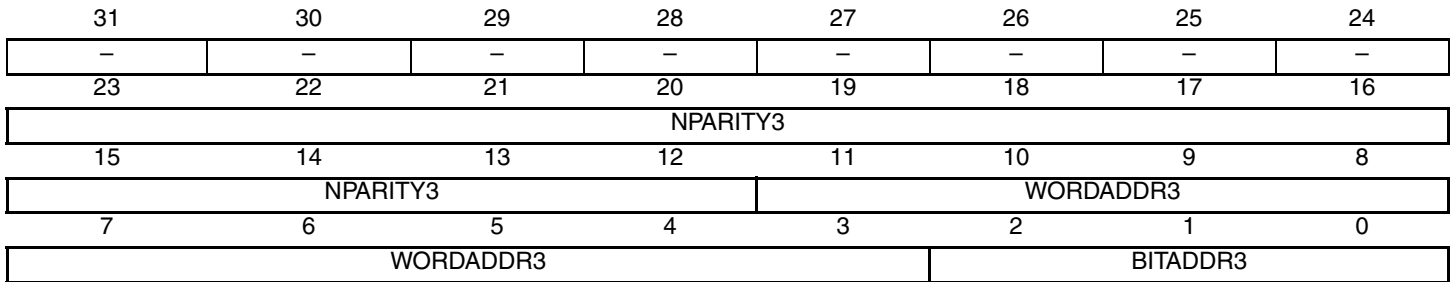 31 30 29 28 27 26 25 24
– – – – – – – –
23 22 21 20 19 18 17 16
NPARITY3
15 14 13 12 11 10 9 8
NPARITY3 WORDADDR3
7 6 5 4 3 2 1 0
WORDADDR3 BITADDR3